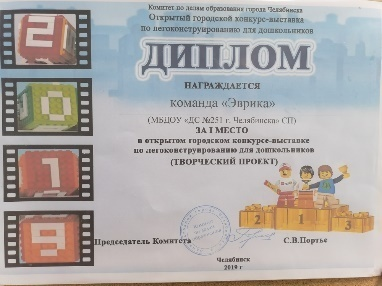 Комитет по делам образования города Челябинска
Открытый городской конкурс-выставка
по легоконструированию для дошкольников
ДИПЛОМ
НАГРАЖДАЕТСЯ
команда «Эврика»
(МБДОУ «ДС №251 г. Челябинска» СП)
ЗА I МЕСТО
в открытом городском конкурсе-выставке
по легоконструированию для дошкольников
(ТВОРЧЕСКИЙ ПРОЕКТ)
2
0
1
9
2 1 3
Председатель Комитета С.В.Портье
Челябинск
2019 г